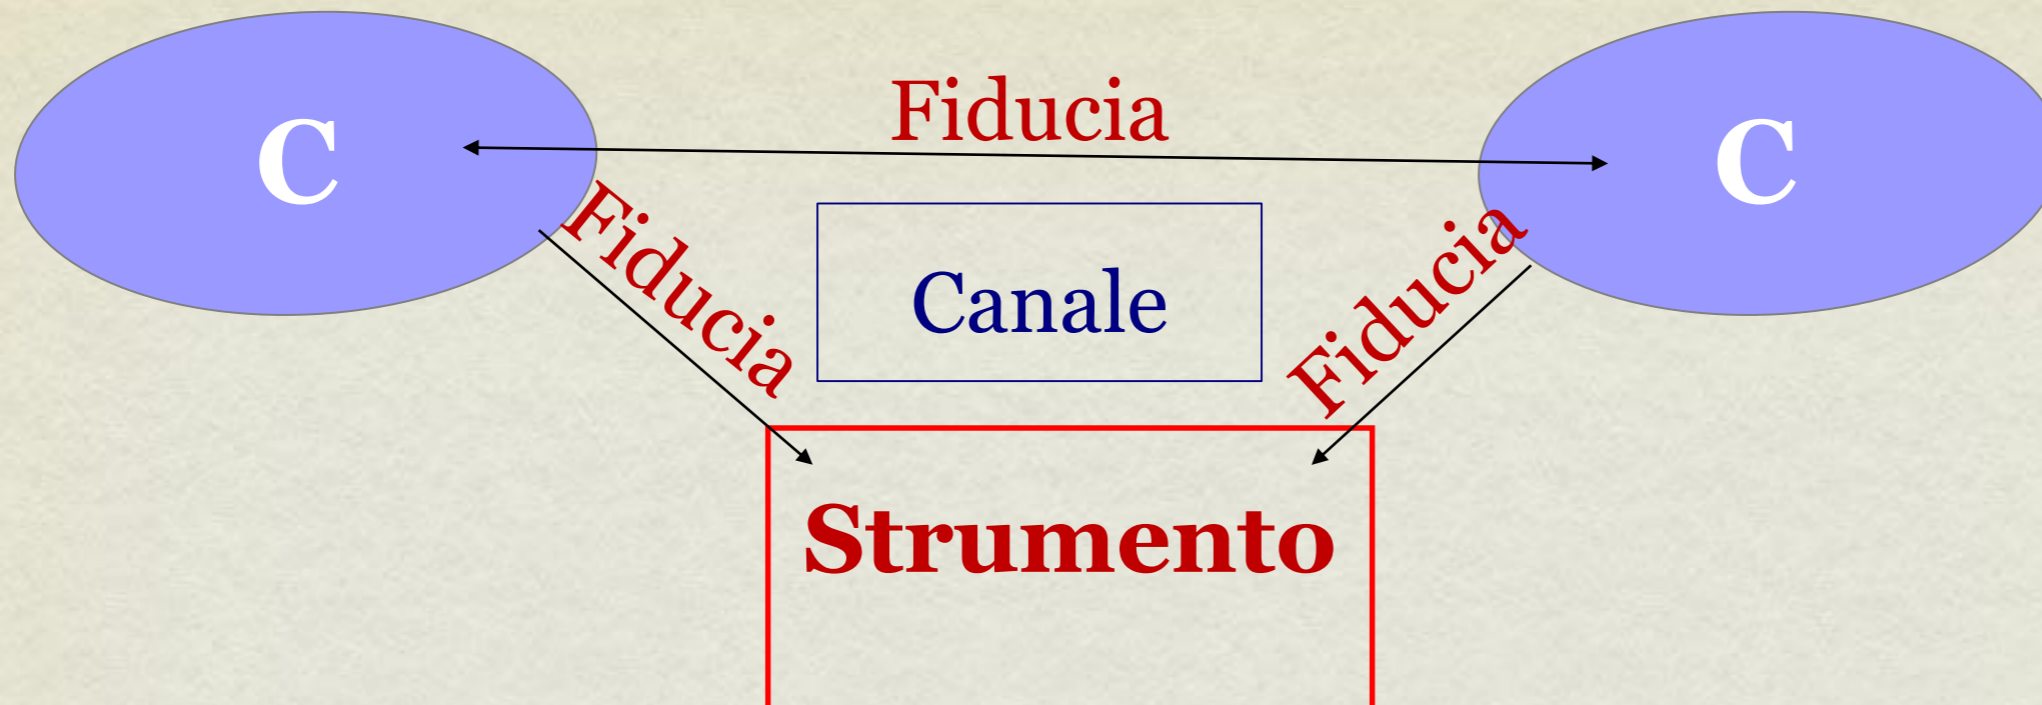 Fiducia
C
C
Fiducia
Canale
Fiducia
Strumento